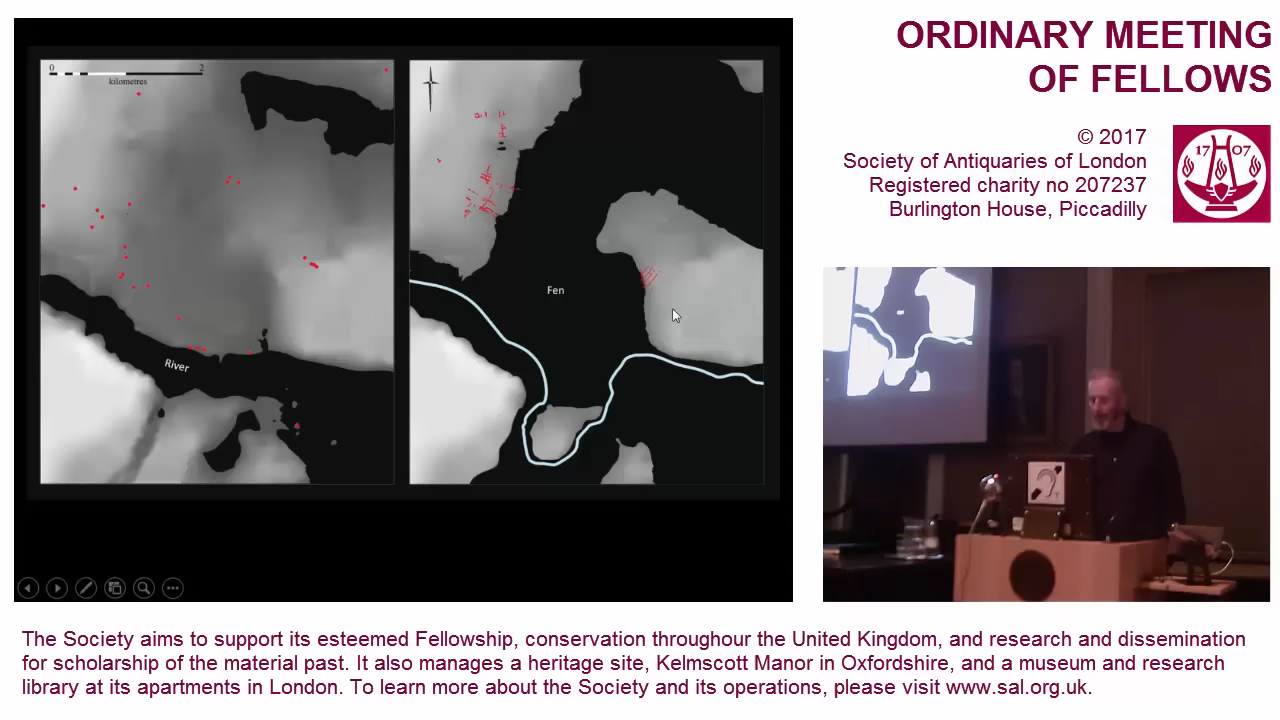 ORDINARY MEETING
OF FELLOWS
© 2017
Society of Antiquaries of London
Registered charity no 207237
Burlington House, Piccadilly
17 07
0 2
kilometres
River
Fen
T
The Society aims to support its esteemed Fellowship, conservation throughour the United Kingdom, and research and dissemination
for scholarship of the material past. It also manages a heritage site, Kelmscott Manor in Oxfordshire, and a museum and research
library at its apartments in London. To learn more about the Society and its operations, please visit www.sal.org.uk.